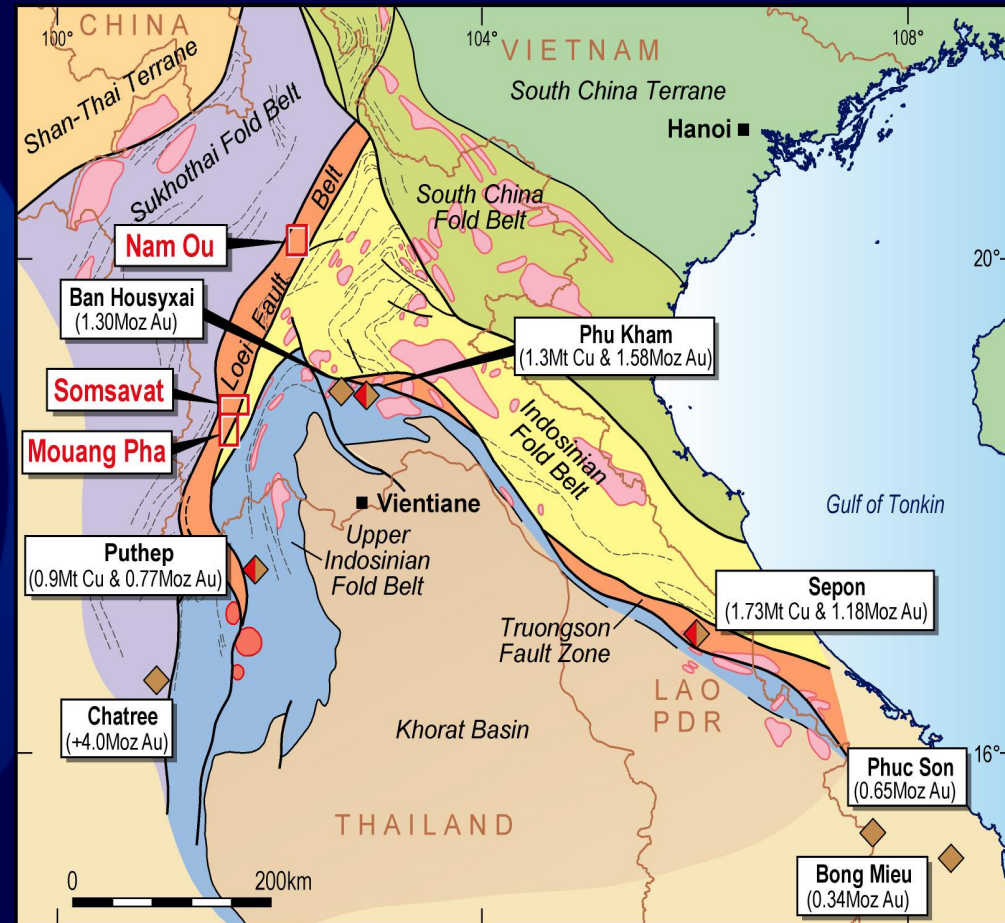 100°
CHINA
104°
108°
VIETNAM
South China Terrane
Hanoi
Shan-Thai Terrane
Sukhothai Fold Belt
South China
Fold Belt
Loei Fault Belt
Nam Ou
20°
Ban Housyxai
(1.30Moz Au)
Phu Kham
(1.3Mt Cu & 1.58Moz Au)
Somsavat
Mouang Pha
Indosinian
Fold Belt
Vientiane
Gulf of Tonkin
Upper
Indosinian
Fold Belt
Puthep
(0.9Mt Cu & 0.77Moz Au)
Sepon
(1.73Mt Cu & 1.18Moz Au)
Truongson
Fault Zone
LAO
PDR
Chatree
(+4.0Moz Au)
Khorat Basin
16°
Phuc Son
(0.65Moz Au)
THAILAND
Bong Mieu
(0.34Moz Au)
0
200km